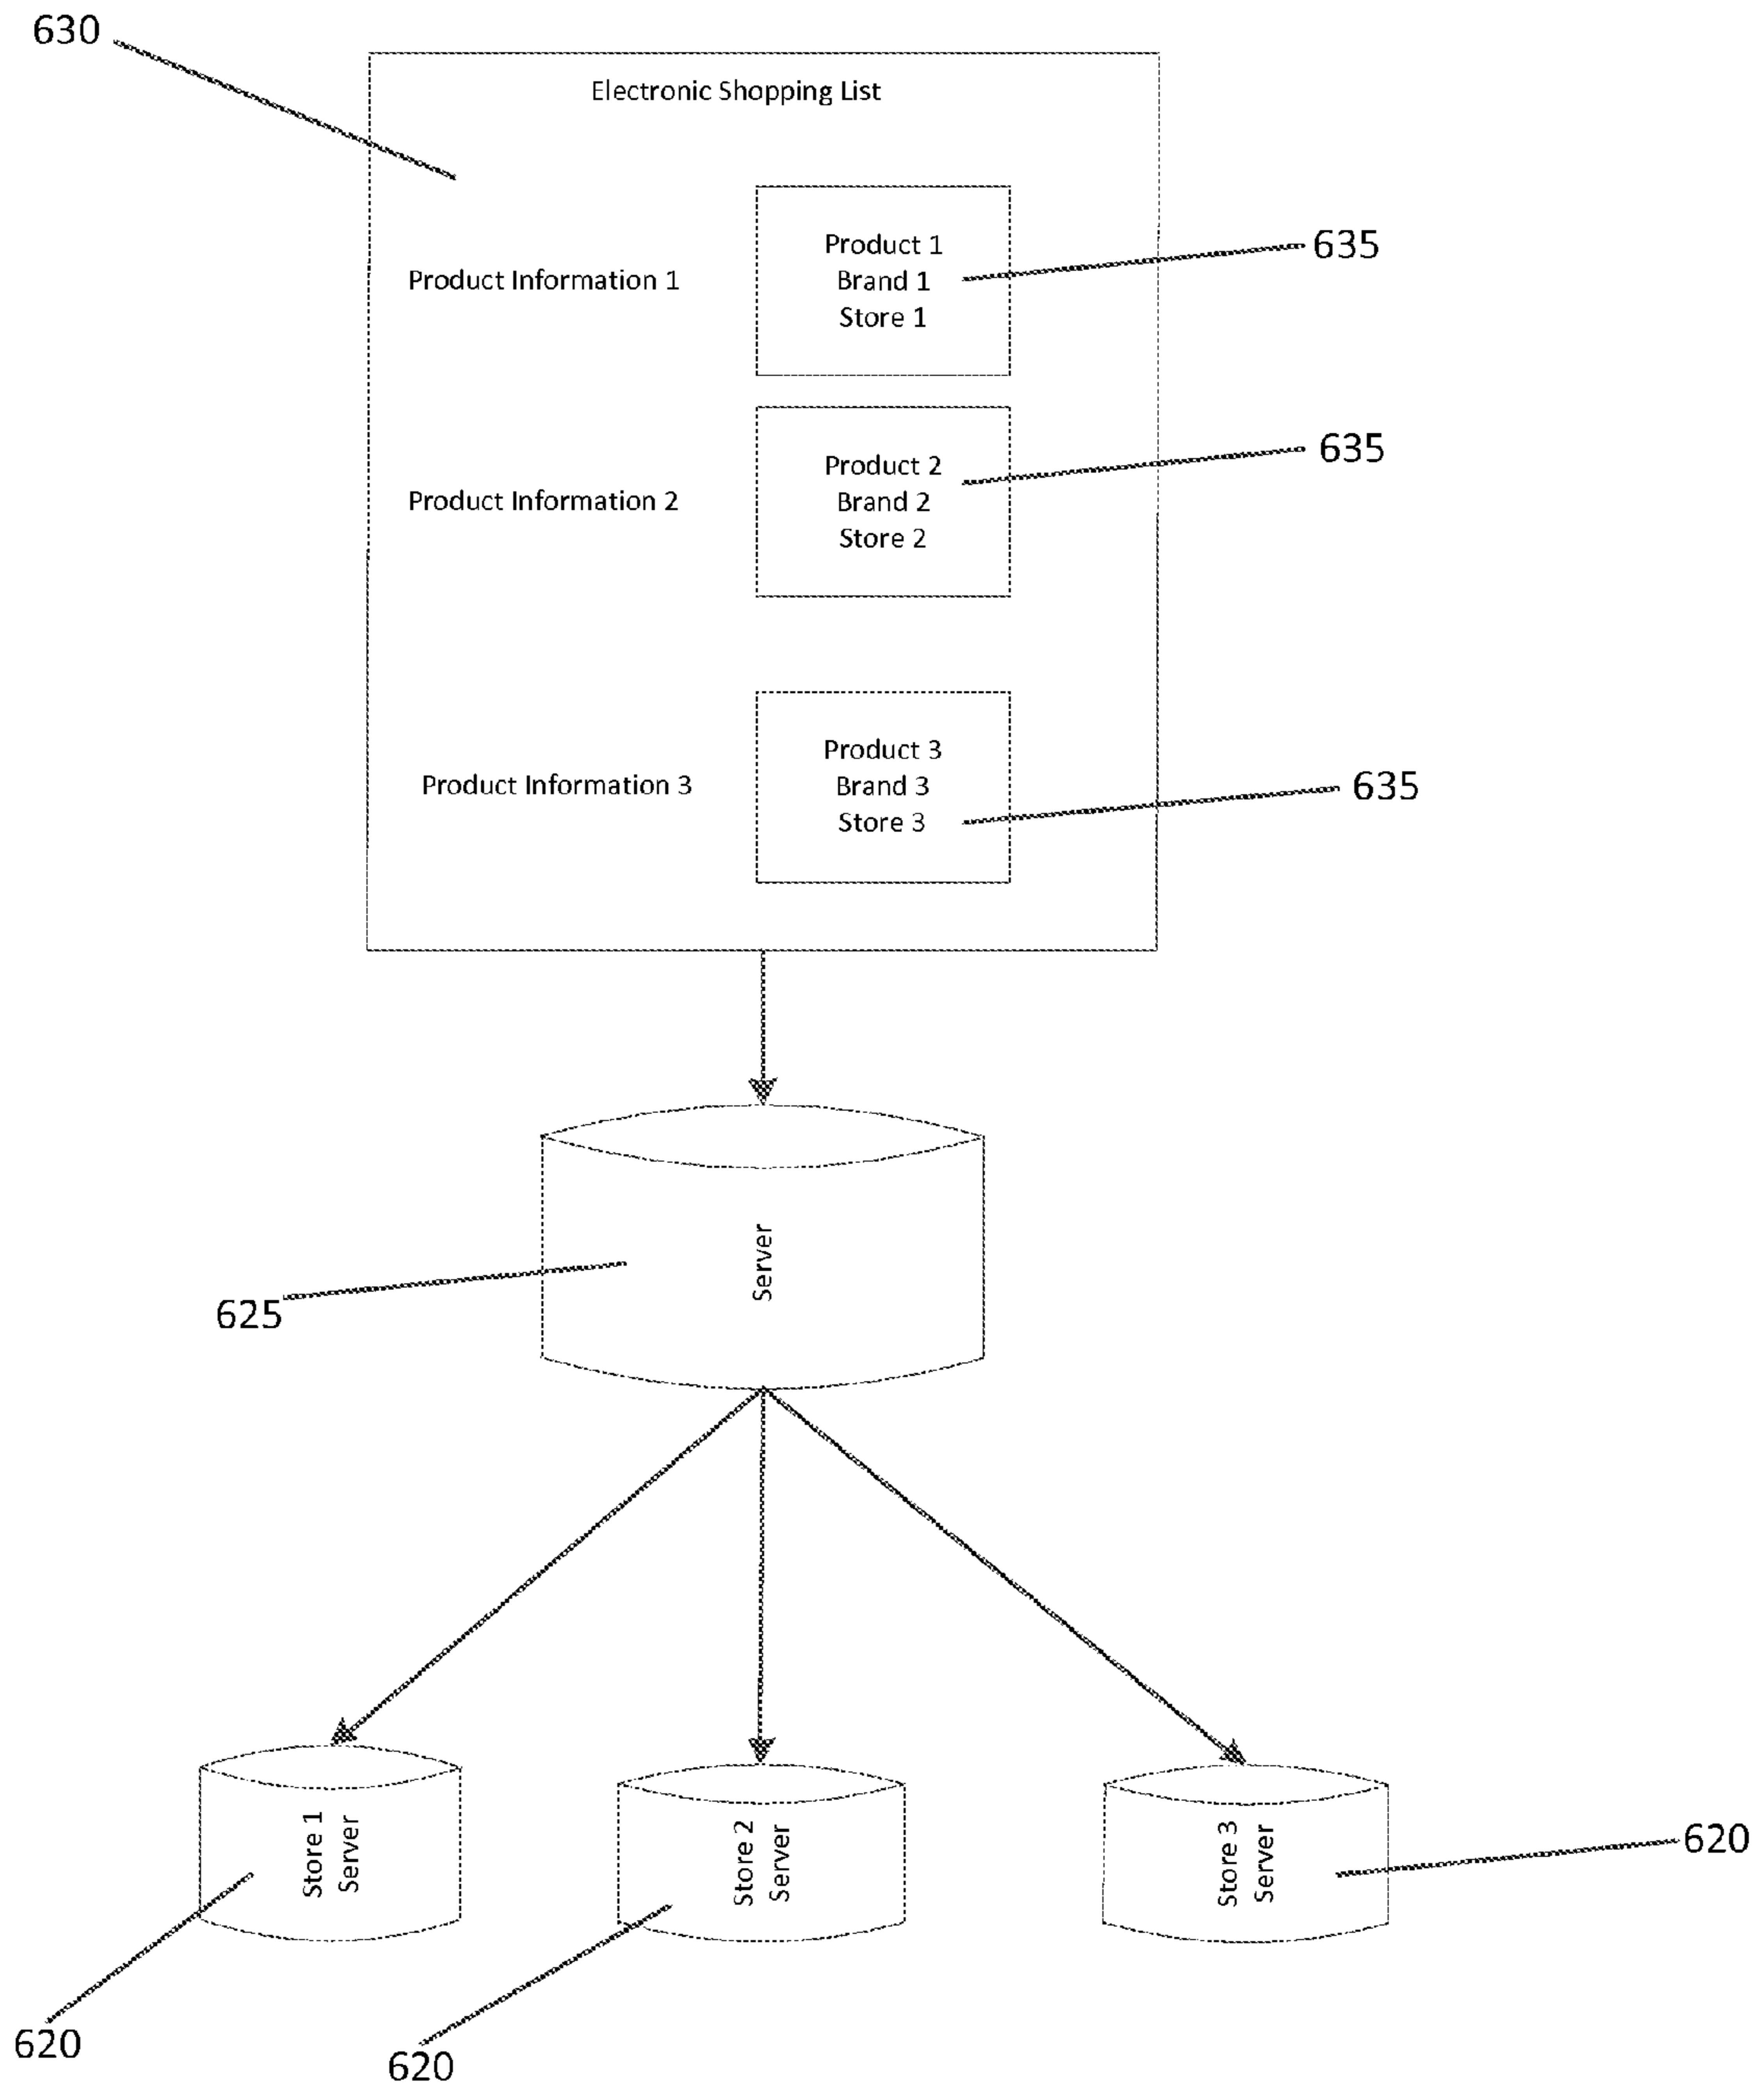 630
Electronic Shopping List
Product 1
635
Product Information 1
Brand 1
Store 1
Product 2
635
Product Information 2
Brand 2
Store 2
Product 3
Product Information 3
Brand 3
635
Store 3
Server
625
Store 1
Server
Store 2
Server
Store 3
Server
620
620
620